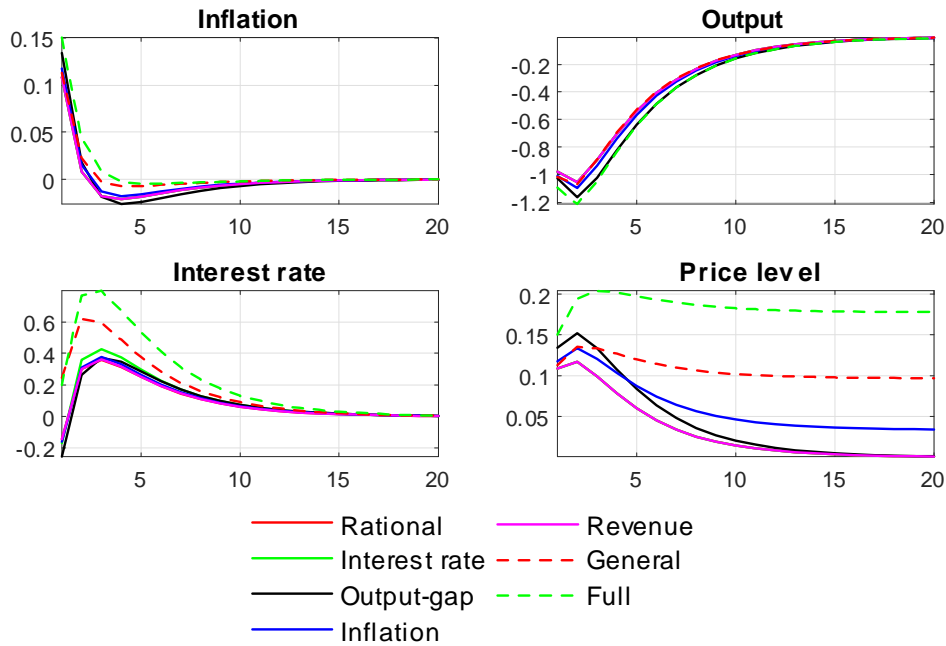 Inflation
0.15
0.1
0.05
0
5 10 15 20
Output
-0.2
-0.4
-0.6
-0.8
-1
-1.2
5 10 15 20
Interest rate
0.6
0.4
0.2
0
-0.2
5 10 15 20
Price level
0.2
0.15
0.1
0.05
5 10 15 20
Rational
Interest rate
Output-gap
Inflation
Revenue
General
Full